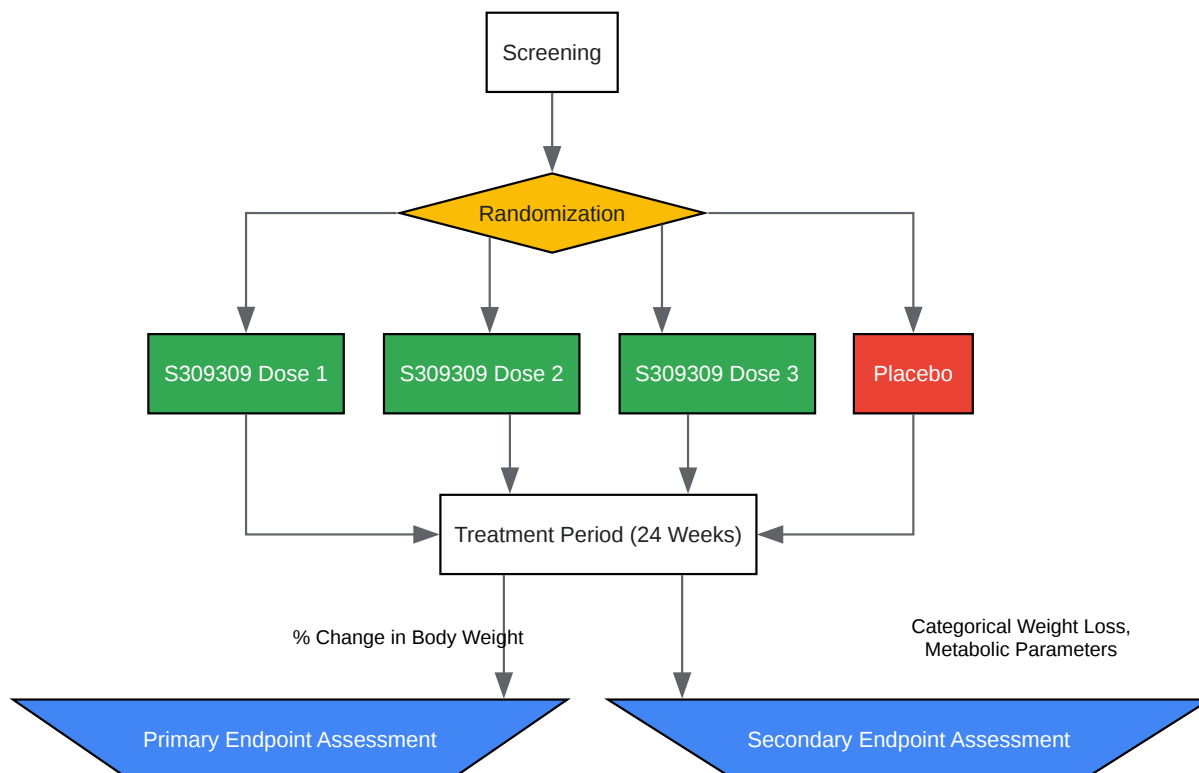 Screening
Randomization
S309309 Dose 1
S309309 Dose 2
S309309 Dose 3
Placebo
Treatment Period (24 Weeks)
% Change in Body Weight
Categorical Weight Loss,
Metabolic Parameters
Primary Endpoint Assessment
Secondary Endpoint Assessment